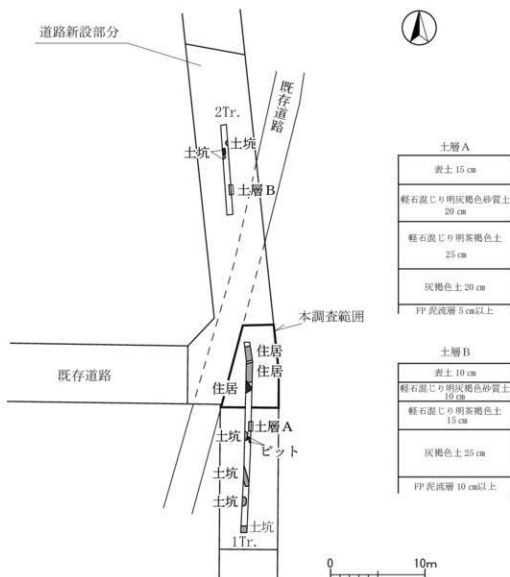 道路新設部分
既存道路
2Tr.
土坑
土坑
土層B
本調査範囲
住居
住居
住居
既存道路
土層A
土坑
ピット
土坑
土坑
土坑
1Tr.
0 10m
土層A
表土 15 cm
軽石混じり明灰褐色砂質土
20 cm
軽石混じり明茶褐色土
25 cm
灰褐色土 20 cm
FP 泥流層 5 cm以上
土層B
表土 10 cm
軽石混じり明灰褐色砂質土
10 cm
軽石混じり明茶褐色土
15 cm
灰褐色土 25 cm
FP 泥流層 10 cm以上